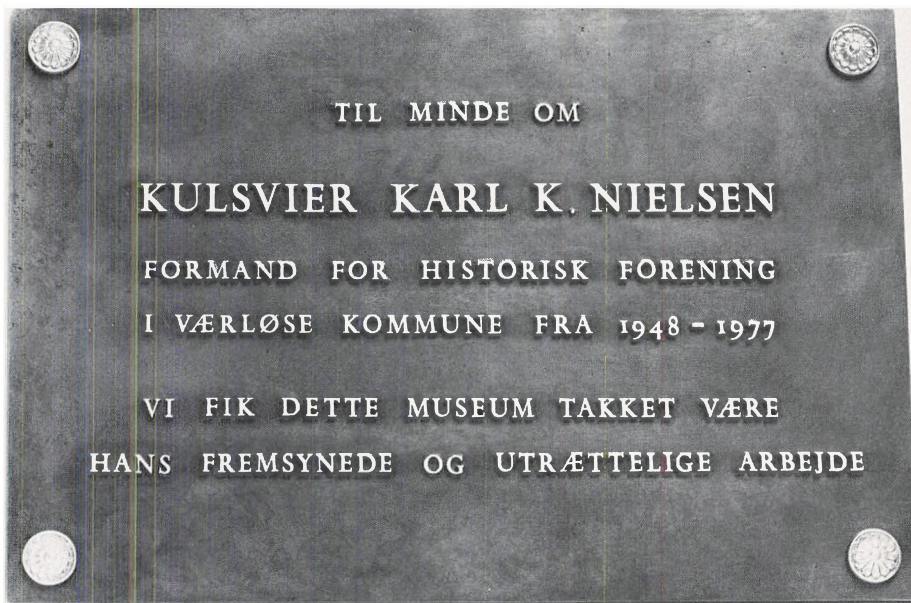 TIL MINDE OM
KULSVIER KARL K. NIELSEN
FORMAND FOR HISTORISK FORENING
I VÆRLØSE KOMMUNE FRA 1948 - 1977
VI FIK DETTE MUSEUM TAKKET VÆRE
HANS FREMSYNEDE OG UTRÆTTELIGE ARBEJDE